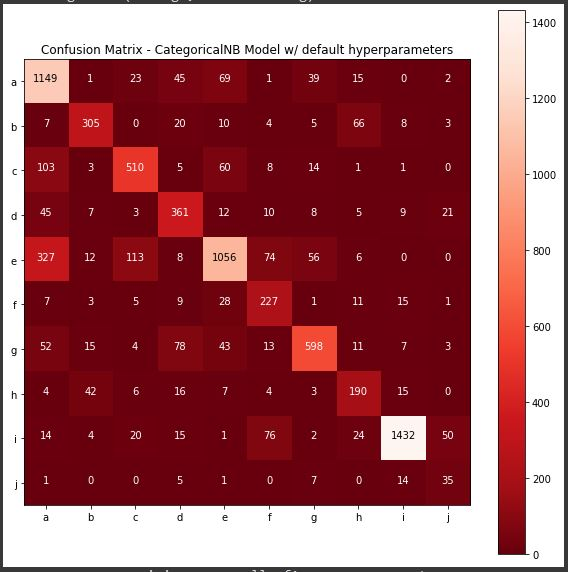 Confusion Matrix - CategoricalNB Model w/ default hyperparameters
a 1149 1 23 45 69 1 39 15 0 2
b 7 305 0 20 10 4 5 66 8 3
c 103 3 510 5 60 8 14 1 1 0
d 45 7 3 361 12 10 8 5 9 21
e 327 12 113 8 1056 74 56 6 0 0
f 7 3 5 9 28 227 1 11 15 1
g 52 15 4 78 43 13 598 11 7 3
h 4 42 6 16 7 4 3 190 15 0
i 14 4 20 15 1 76 2 24 1432 50
j 1 0 0 5 1 0 7 0 14 35
a b c d e f g h i j
1400
1200
1000
800
600
400
200
0